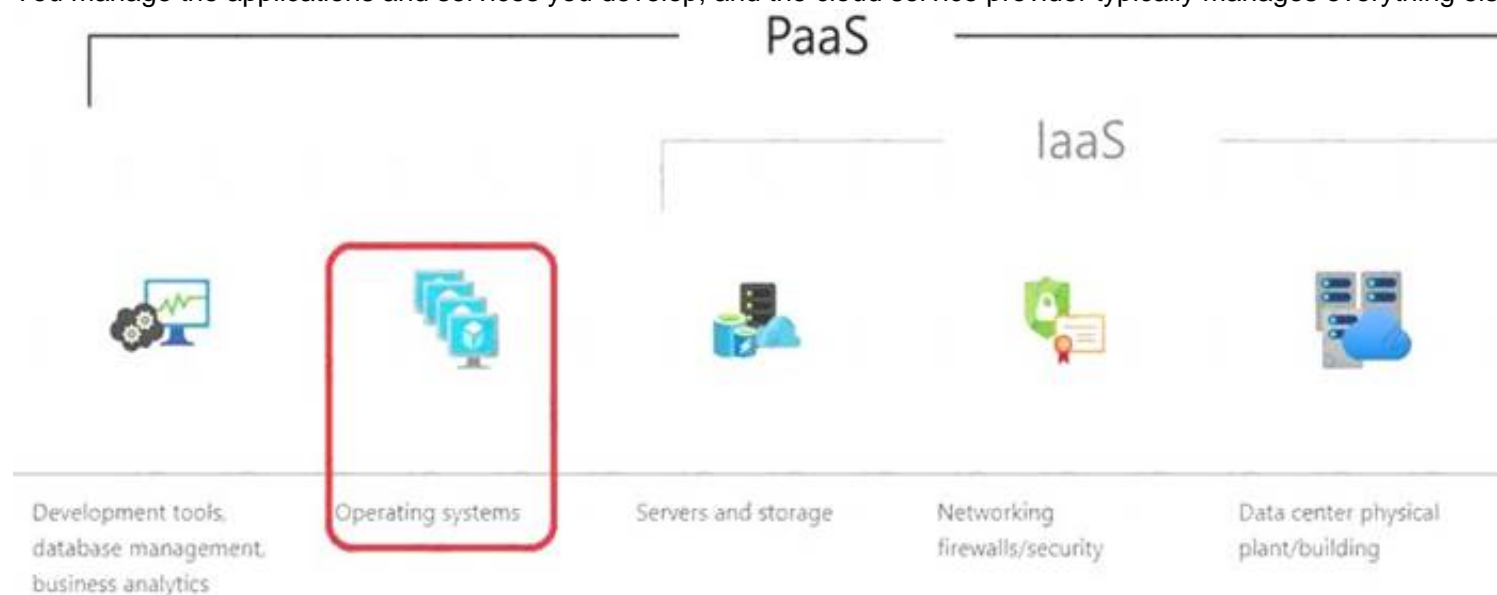 You manage the applications and services you develop, and the cloud service provider typically manages everything els
PaaS
IaaS
Development tools,
database management,
business analytics
Operating systems
Servers and storage
Networking
firewalls/security
Data center physical
plant/building